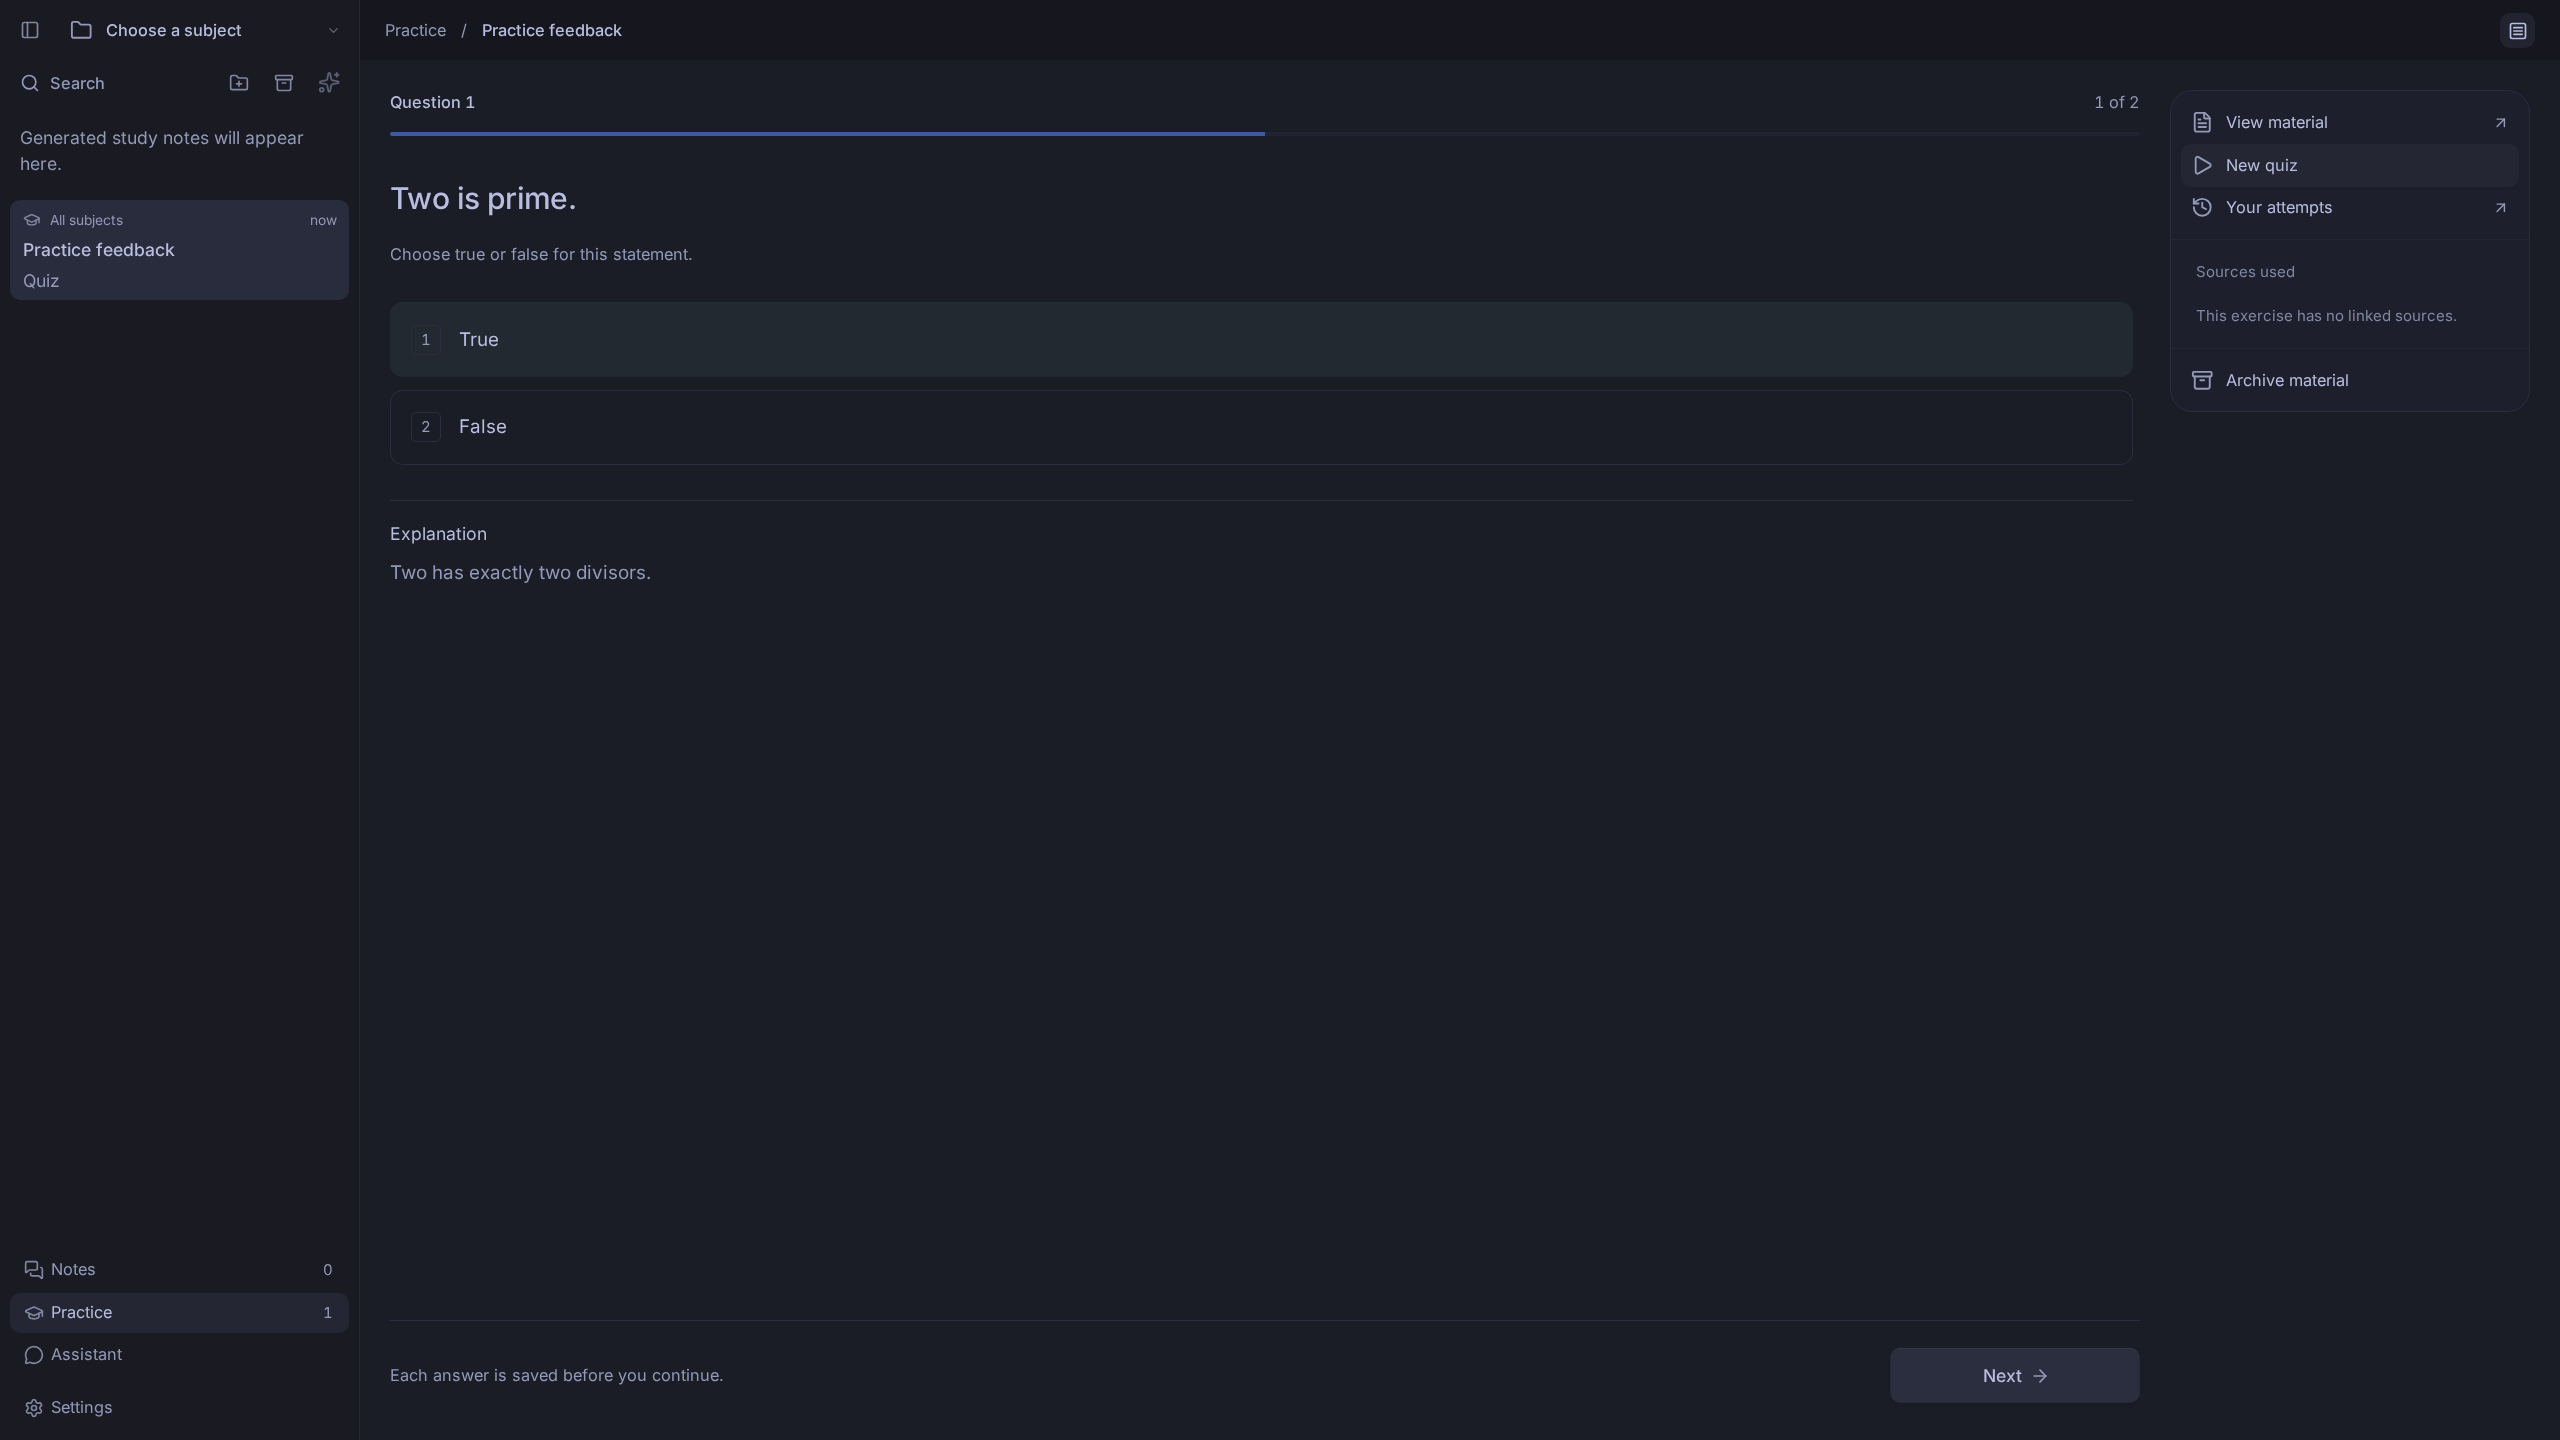 Choose a subject
Search
Generated study notes will appear
here.
All subjects
now
Practice feedback
Quiz
Notes
0
Practice
1
Assistant
Settings
Practice / Practice feedback
Question 1
1 of 2
Two is prime.
Choose true or false for this statement.
1 True
2 False
Explanation
Two has exactly two divisors.
Each answer is saved before you continue.
Next
View material
New quiz
Your attempts
Sources used
This exercise has no linked sources.
Archive material